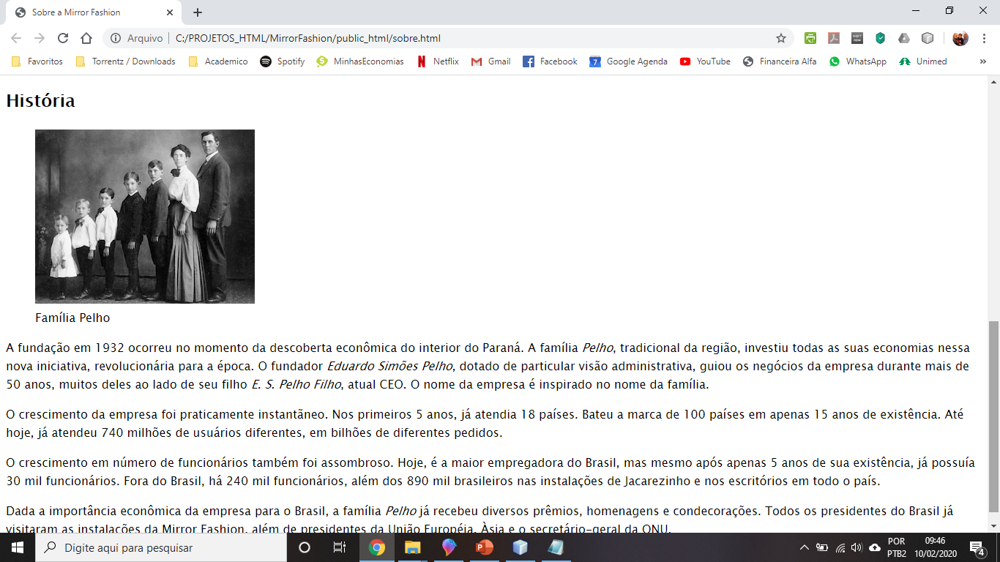 Sobre a Mirror Fashion
Arquivo
C:/PROJETOS_HTML/MirrorFashion/public_html/sobre.html
Favoritos
Torrentz / Downloads
Academico
Spotify
MinhasEconomias
Netflix
Gmail
Facebook
Google Agenda
YouTube
Financeira Alfa
WhatsApp
Unimed
História
Família Pelho
A fundação em 1932 ocorreu no momento da descoberta econômica do interior do Paraná. A família Pelho, tradicional da região, investiu todas as suas economias nessa
nova iniciativa, revolucionária para a época. O fundador Eduardo Simões Pelho, dotado de particular visão administrativa, guiou os negócios da empresa durante mais de
50 anos, muitos deles ao lado de seu filho E. S. Pelho Filho, atual CEO. O nome da empresa é inspirado no nome da família.
O crescimento da empresa foi praticamente instantãneo. Nos primeiros 5 anos, já atendia 18 países. Bateu a marca de 100 países em apenas 15 anos de existência. Até
hoje, já atendeu 740 milhões de usuários diferentes, em bilhões de diferentes pedidos.
O crescimento em número de funcionários também foi assombroso. Hoje, é a maior empregadora do Brasil, mas mesmo após apenas 5 anos de sua existência, já possuía
30 mil funcionários. Fora do Brasil, há 240 mil funcionários, além dos 890 mil brasileiros nas instalações de Jacarezinho e nos escritórios em todo o país.
Dada a importância econômica da empresa para o Brasil, a família Pelho já recebeu diversos prêmios, homenagens e condecorações. Todos os presidentes do Brasil já
visitaram as instalações da Mirror Fashion, além de presidentes da União Européia, Àsia e o secretário-geral da ONU.
Digite aqui para pesquisar
POR
PTB2
09:46
10/02/2020
4